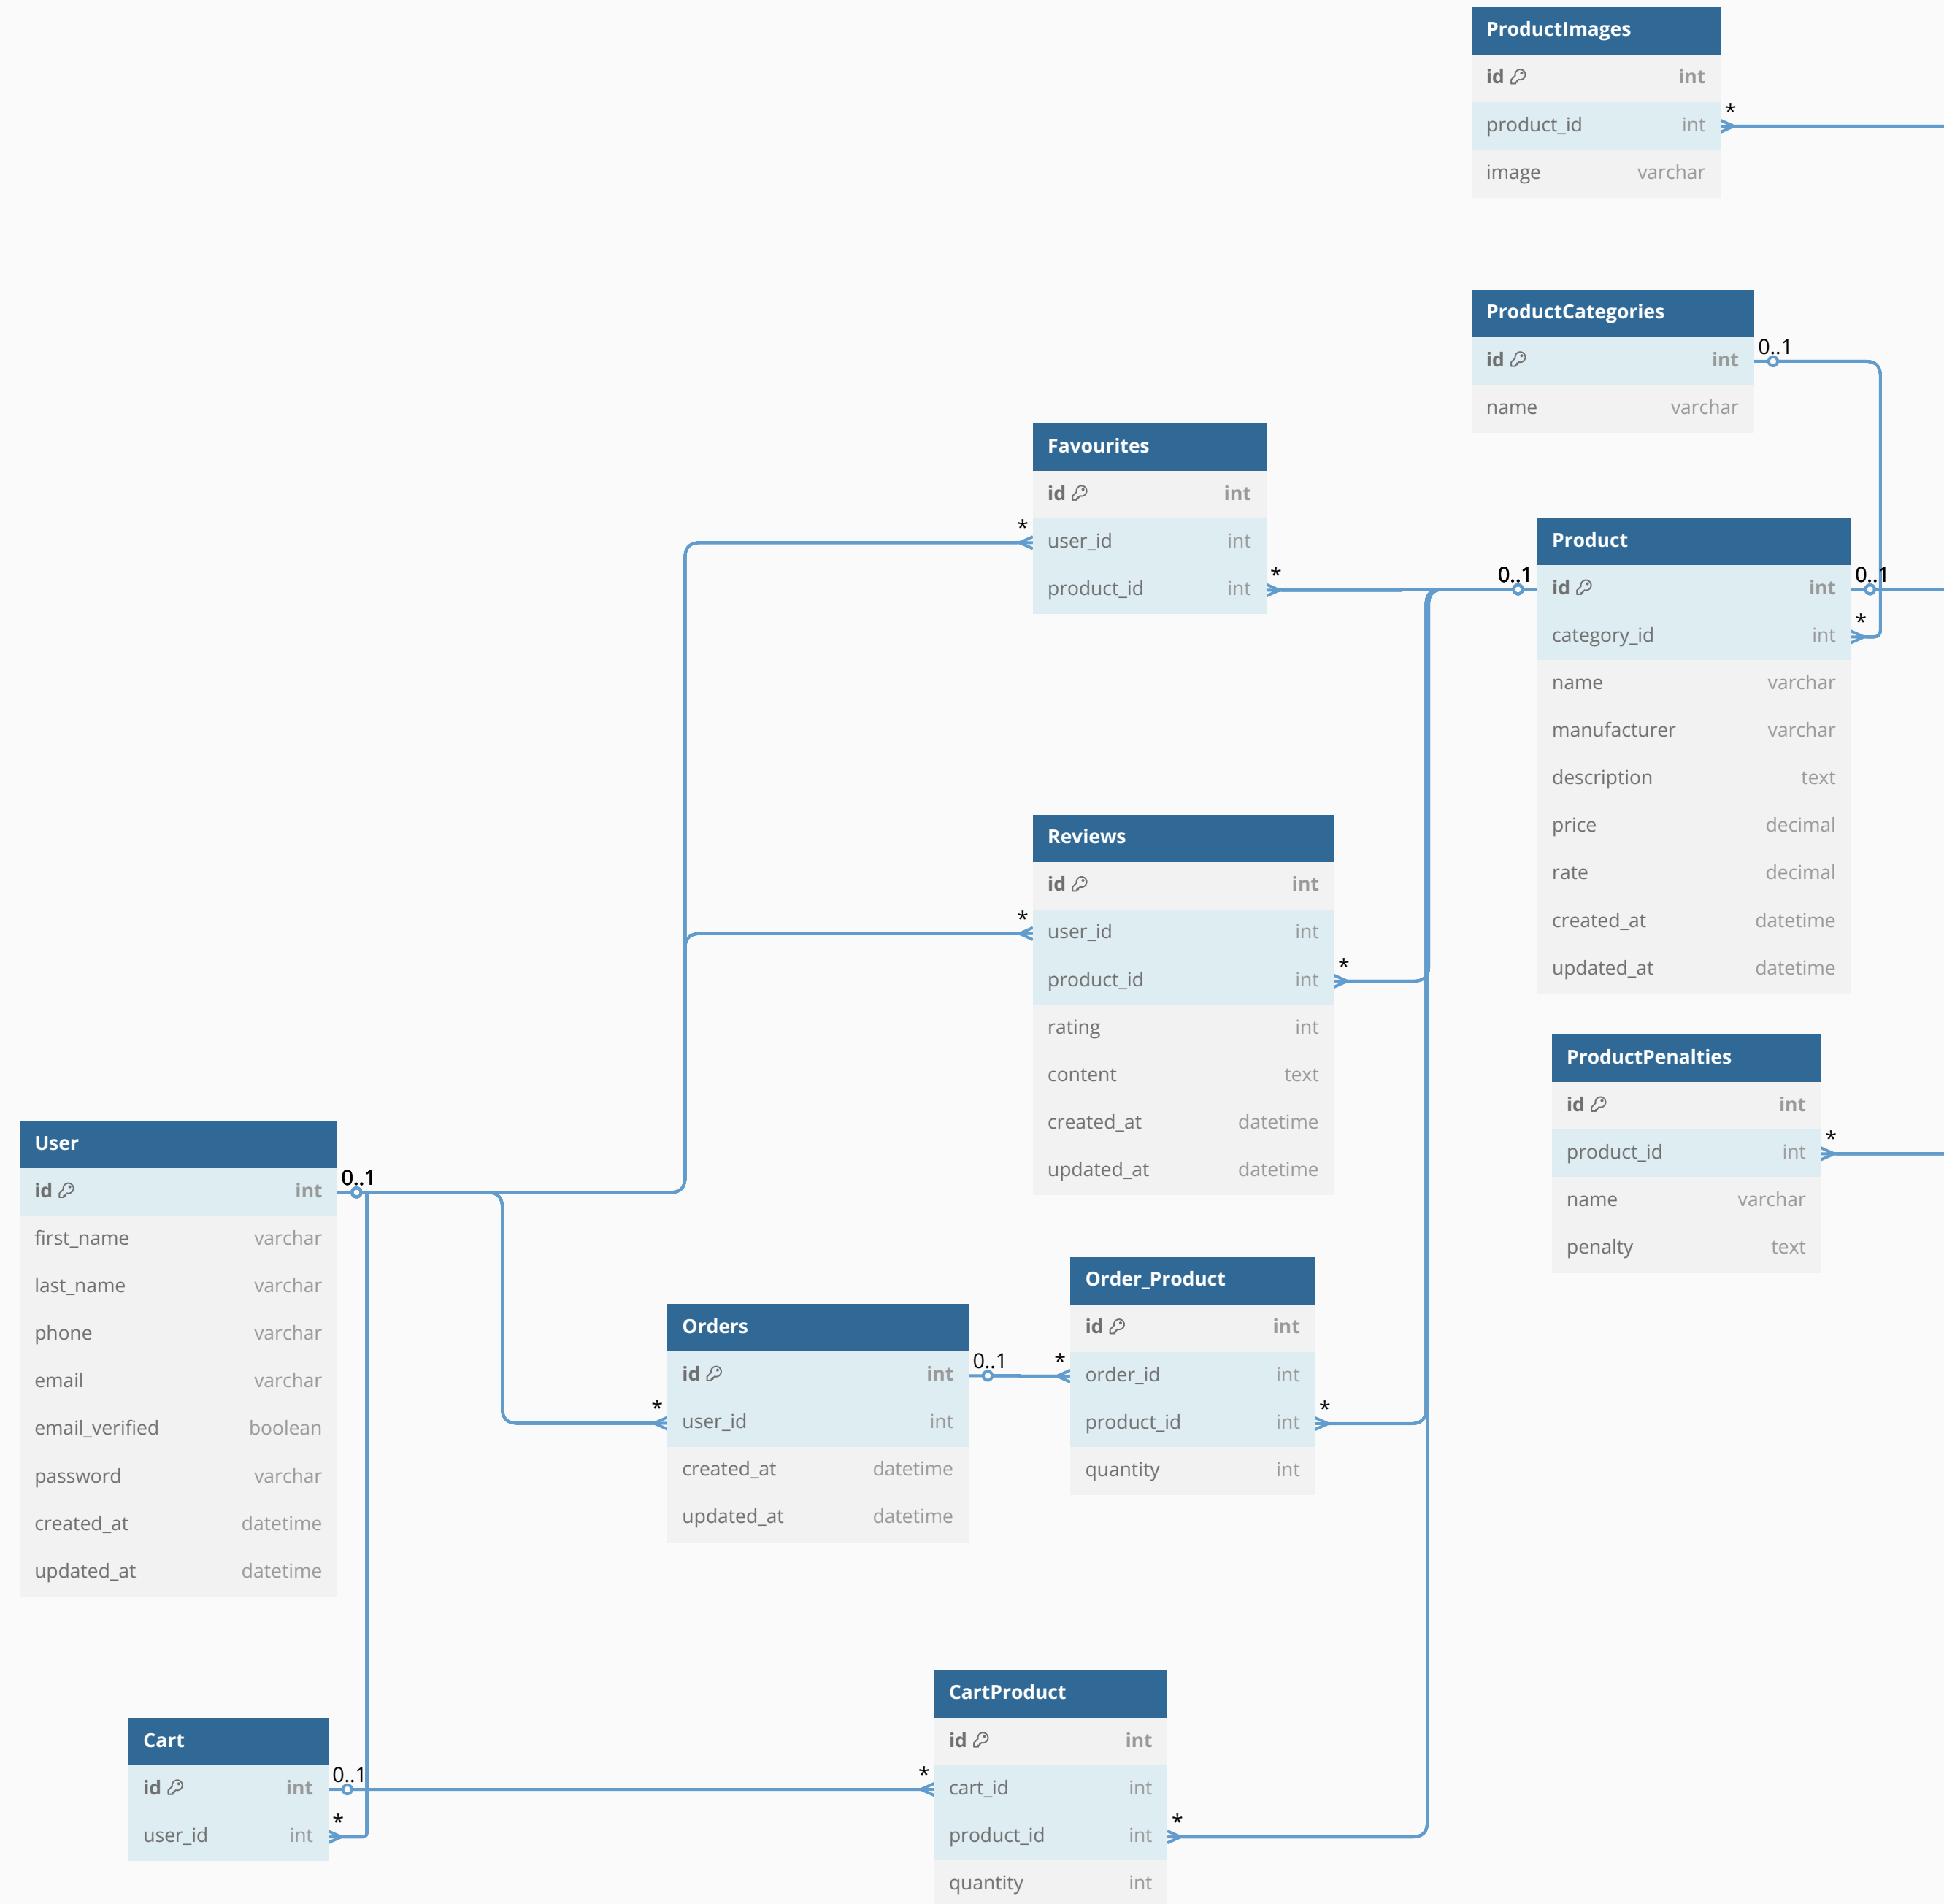 ProductImages
id int
*
product_id int
image varchar
ProductCategories
0..1
id int
name varchar
Favourites
id int
*
user_id int
*
product_id int
Product
0..1 0..1
id int
*
category_id int
name varchar
manufacturer varchar
description text
price decimal
rate decimal
created_at datetime
updated_at datetime
Reviews
id int
*
user_id int
*
product_id int
rating int
content text
created_at datetime
updated_at datetime
ProductPenalties
id int
*
product_id int
name varchar
penalty text
User
0..1
id int
first_name varchar
last_name varchar
phone varchar
email varchar
email_verified boolean
password varchar
created_at datetime
updated_at datetime
Orders
0..1
id int
*
user_id int
created_at datetime
updated_at datetime
Order_Product
id int
*
order_id int
*
product_id int
quantity int
Cart
0..1
id int
*
user_id int
CartProduct
id int
*
cart_id int
*
product_id int
quantity int